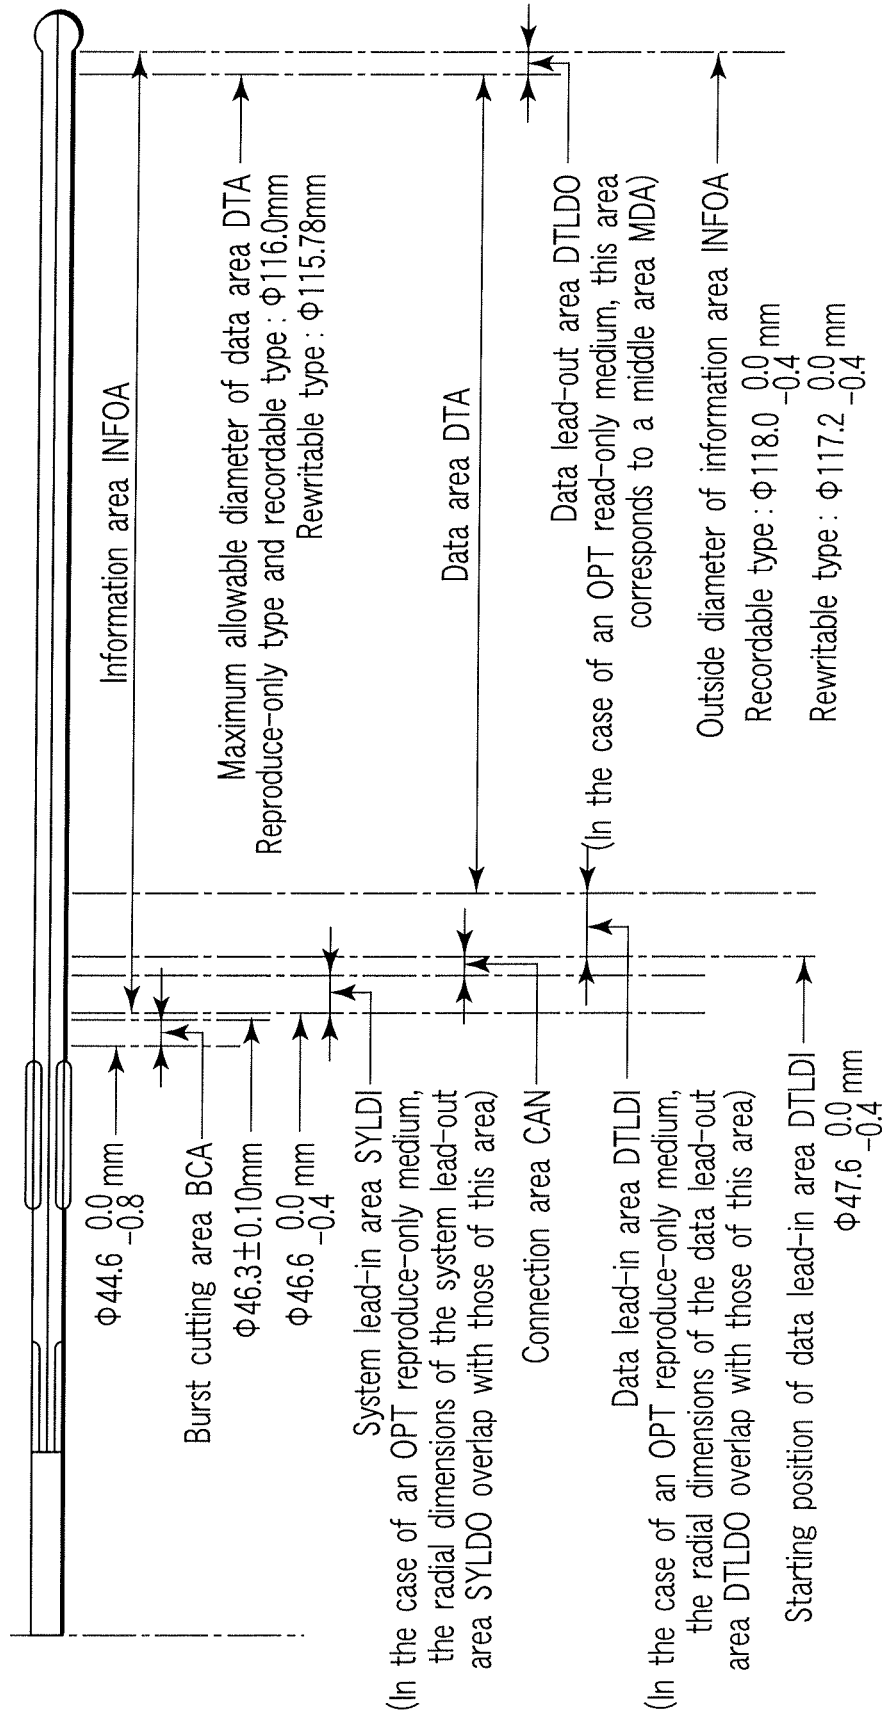 Information area INFOA
Maximum allowable diameter of data area DTA
Reproduce-only type and recordable type : Φ116.0mm
Rewritable type : Φ115.78mm
Data area DTA
Data lead-out area DTLDO
(In the case of an OPT read-only medium, this area
corresponds to a middle area MDA)
Outside diameter of information area INFOA
Recordable type : Φ118.0 0.0 -0.4 mm
Rewritable type : Φ117.2 0.0 -0.4 mm
Φ44.6 0.0 -0.8 mm
Burst cutting area BCA
Φ46.3±0.10mm
Φ46.6 0.0 -0.4 mm
System lead-in area SYLDI
(In the case of an OPT reproduce-only medium,
the radial dimensions of the system lead-out
area SYLDO overlap with those of this area)
Connection area CAN
Data lead-in area DTLDI
(In the case of an OPT reproduce-only medium,
the radial dimensions of the data lead-out
area DTLDO overlap with those of this area)
Starting position of data lead-in area DTLDI
Φ47.6 0.0 -0.4 mm